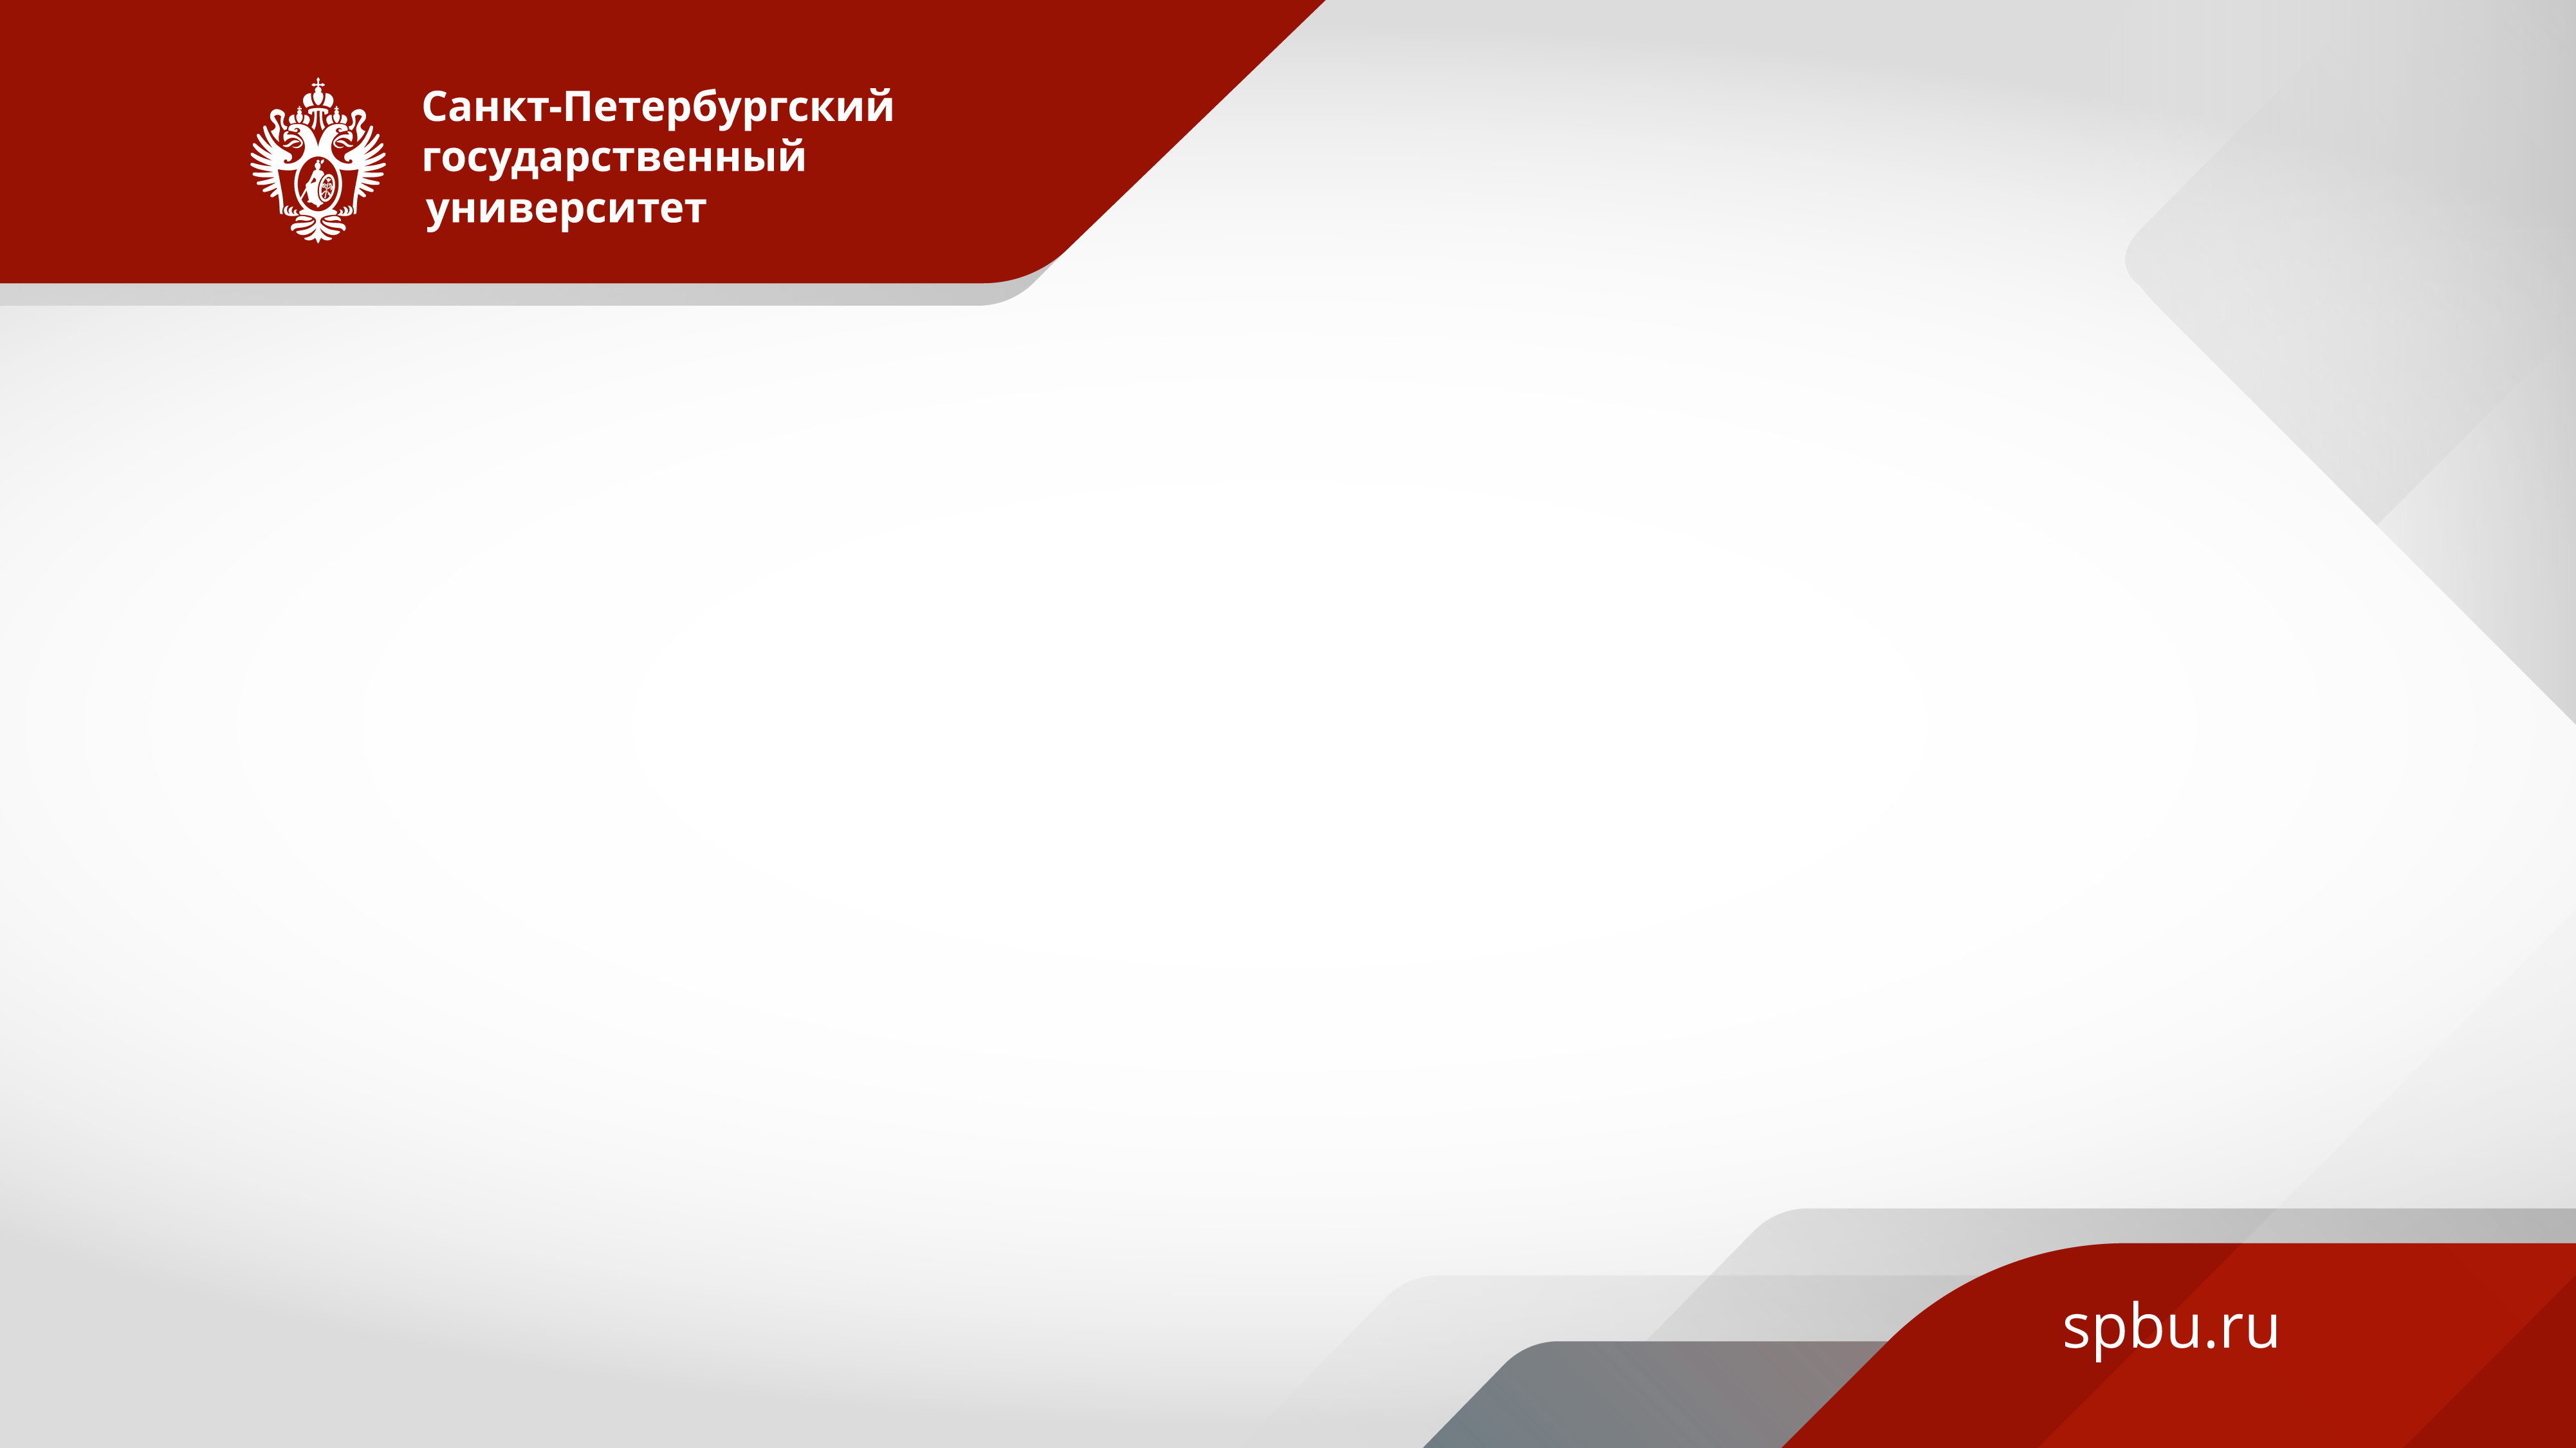 Санкт-Петербургский
государственный
университет
spbu.ru